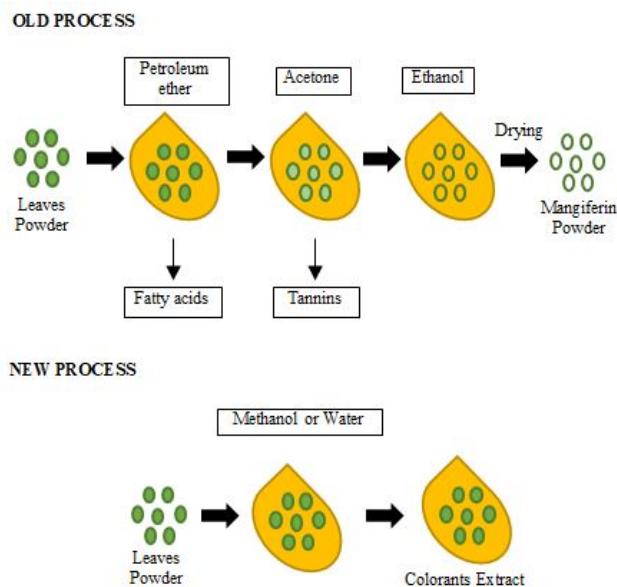 OLD PROCESS
Petroleum
ether
Acetone
Ethanol
Drying
Leaves
Powder
Mangiferin
Powder
Fatty acids
Tannins
NEW PROCESS
Methanol or Water
Leaves
Powder
Colorants Extract